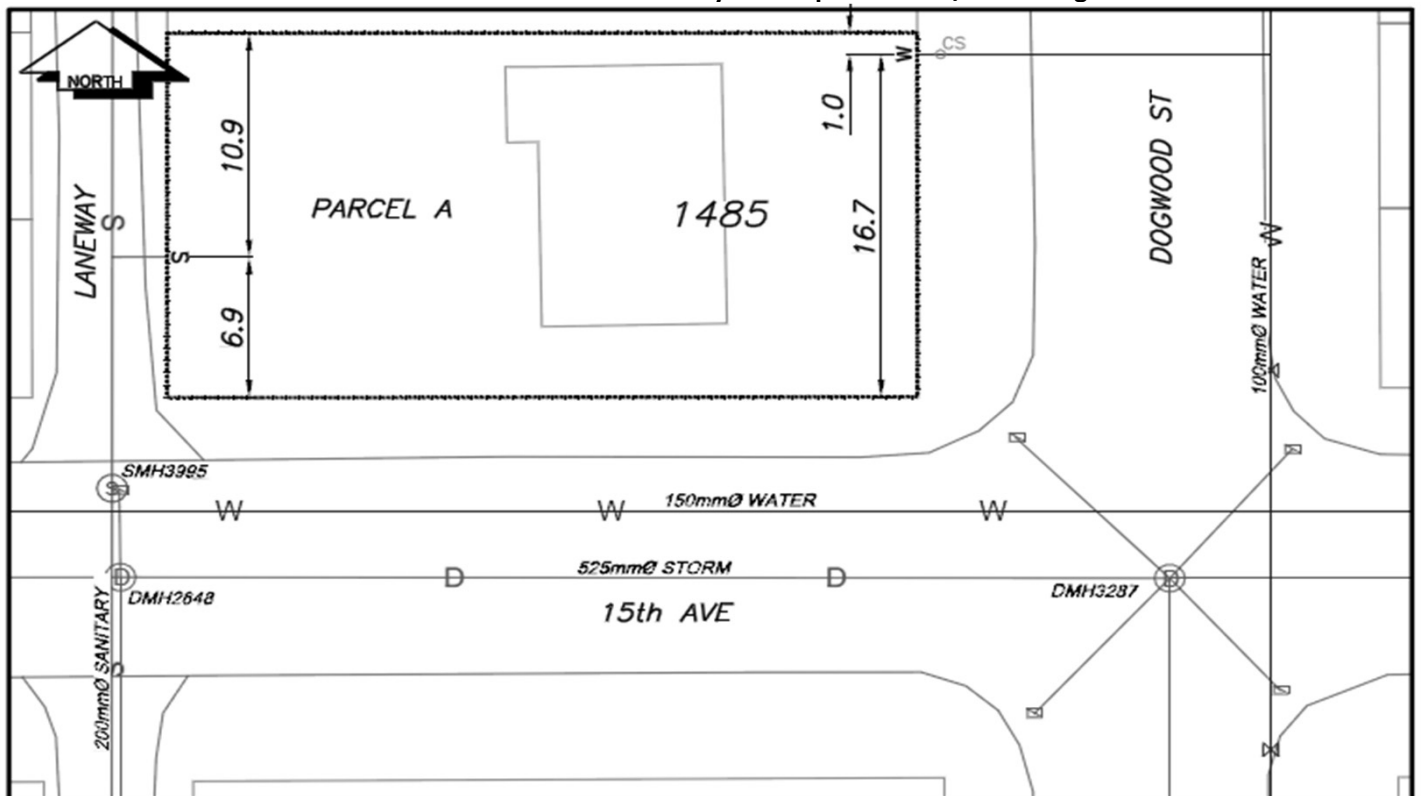 NORTH
W
CS
10.9
1.0
DOGWOOD ST
LANEWAY
S
PARCEL A
1485
16.7
W
S
6.9
100mmØ WATER
SMH3995
S
W
W
150mmØ WATER
W
525mmØ STORM
D
D
D
DMH2648
DMH3287
15th AVE
200mmØ SANITARY